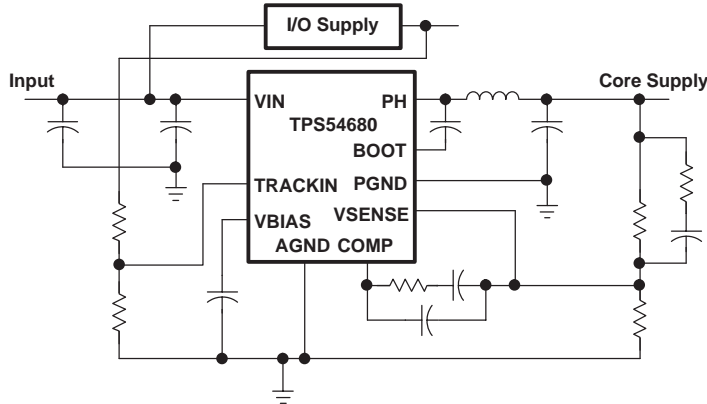 I/O Supply
Input
Core Supply
VIN
PH
TPS54680
BOOT
TRACKIN
PGND
VBIAS
VSENSE
AGND
COMP